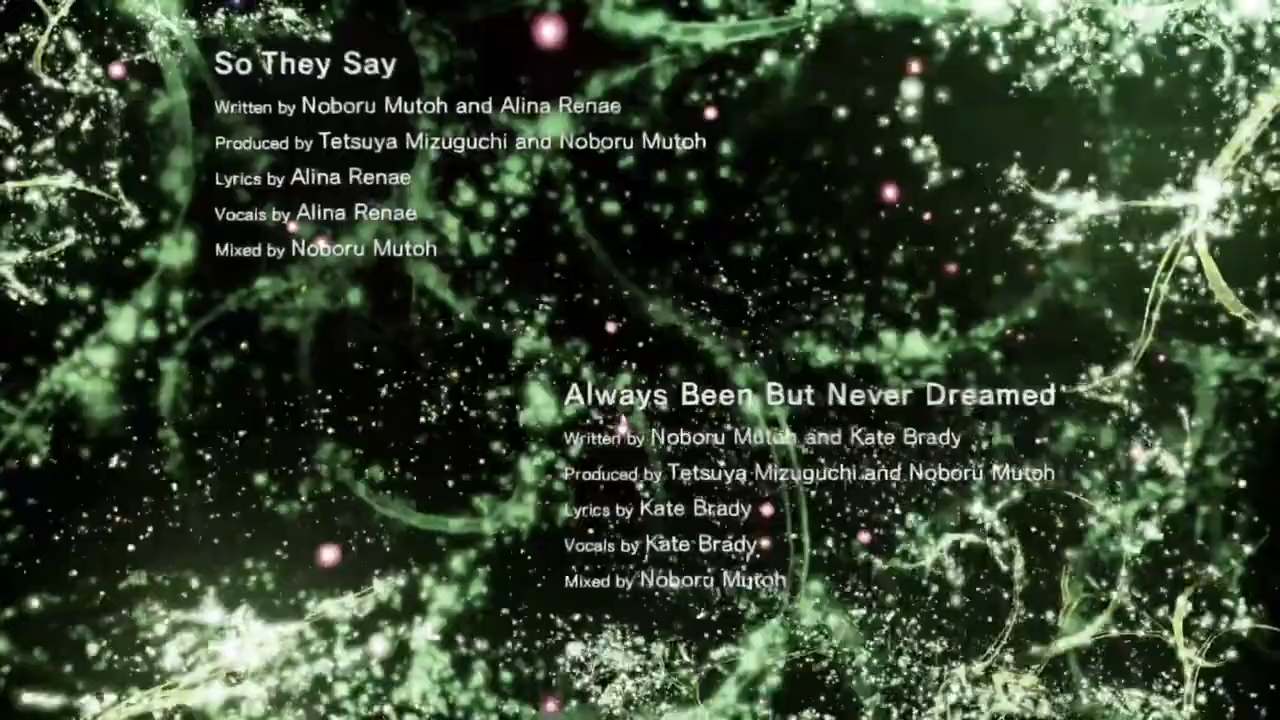 So They Say
Written by Noboru Mutoh and Alina Renae
Produced by Tetsuya Mizuguchi and Noboru Mutoh
Lyrics by Alina Renae
Vocals by Alina Renae
Mixed by Noboru Mutoh
Always Been But Never Dreamed
Written by Noboru Mutoh and Kate Brady
Produced by Tetsuya Mizuguchi and Noboru Mutoh
Lyrics by Kate Brady
Vocals by Kate Brady
Mixed by Noboru Mutoh